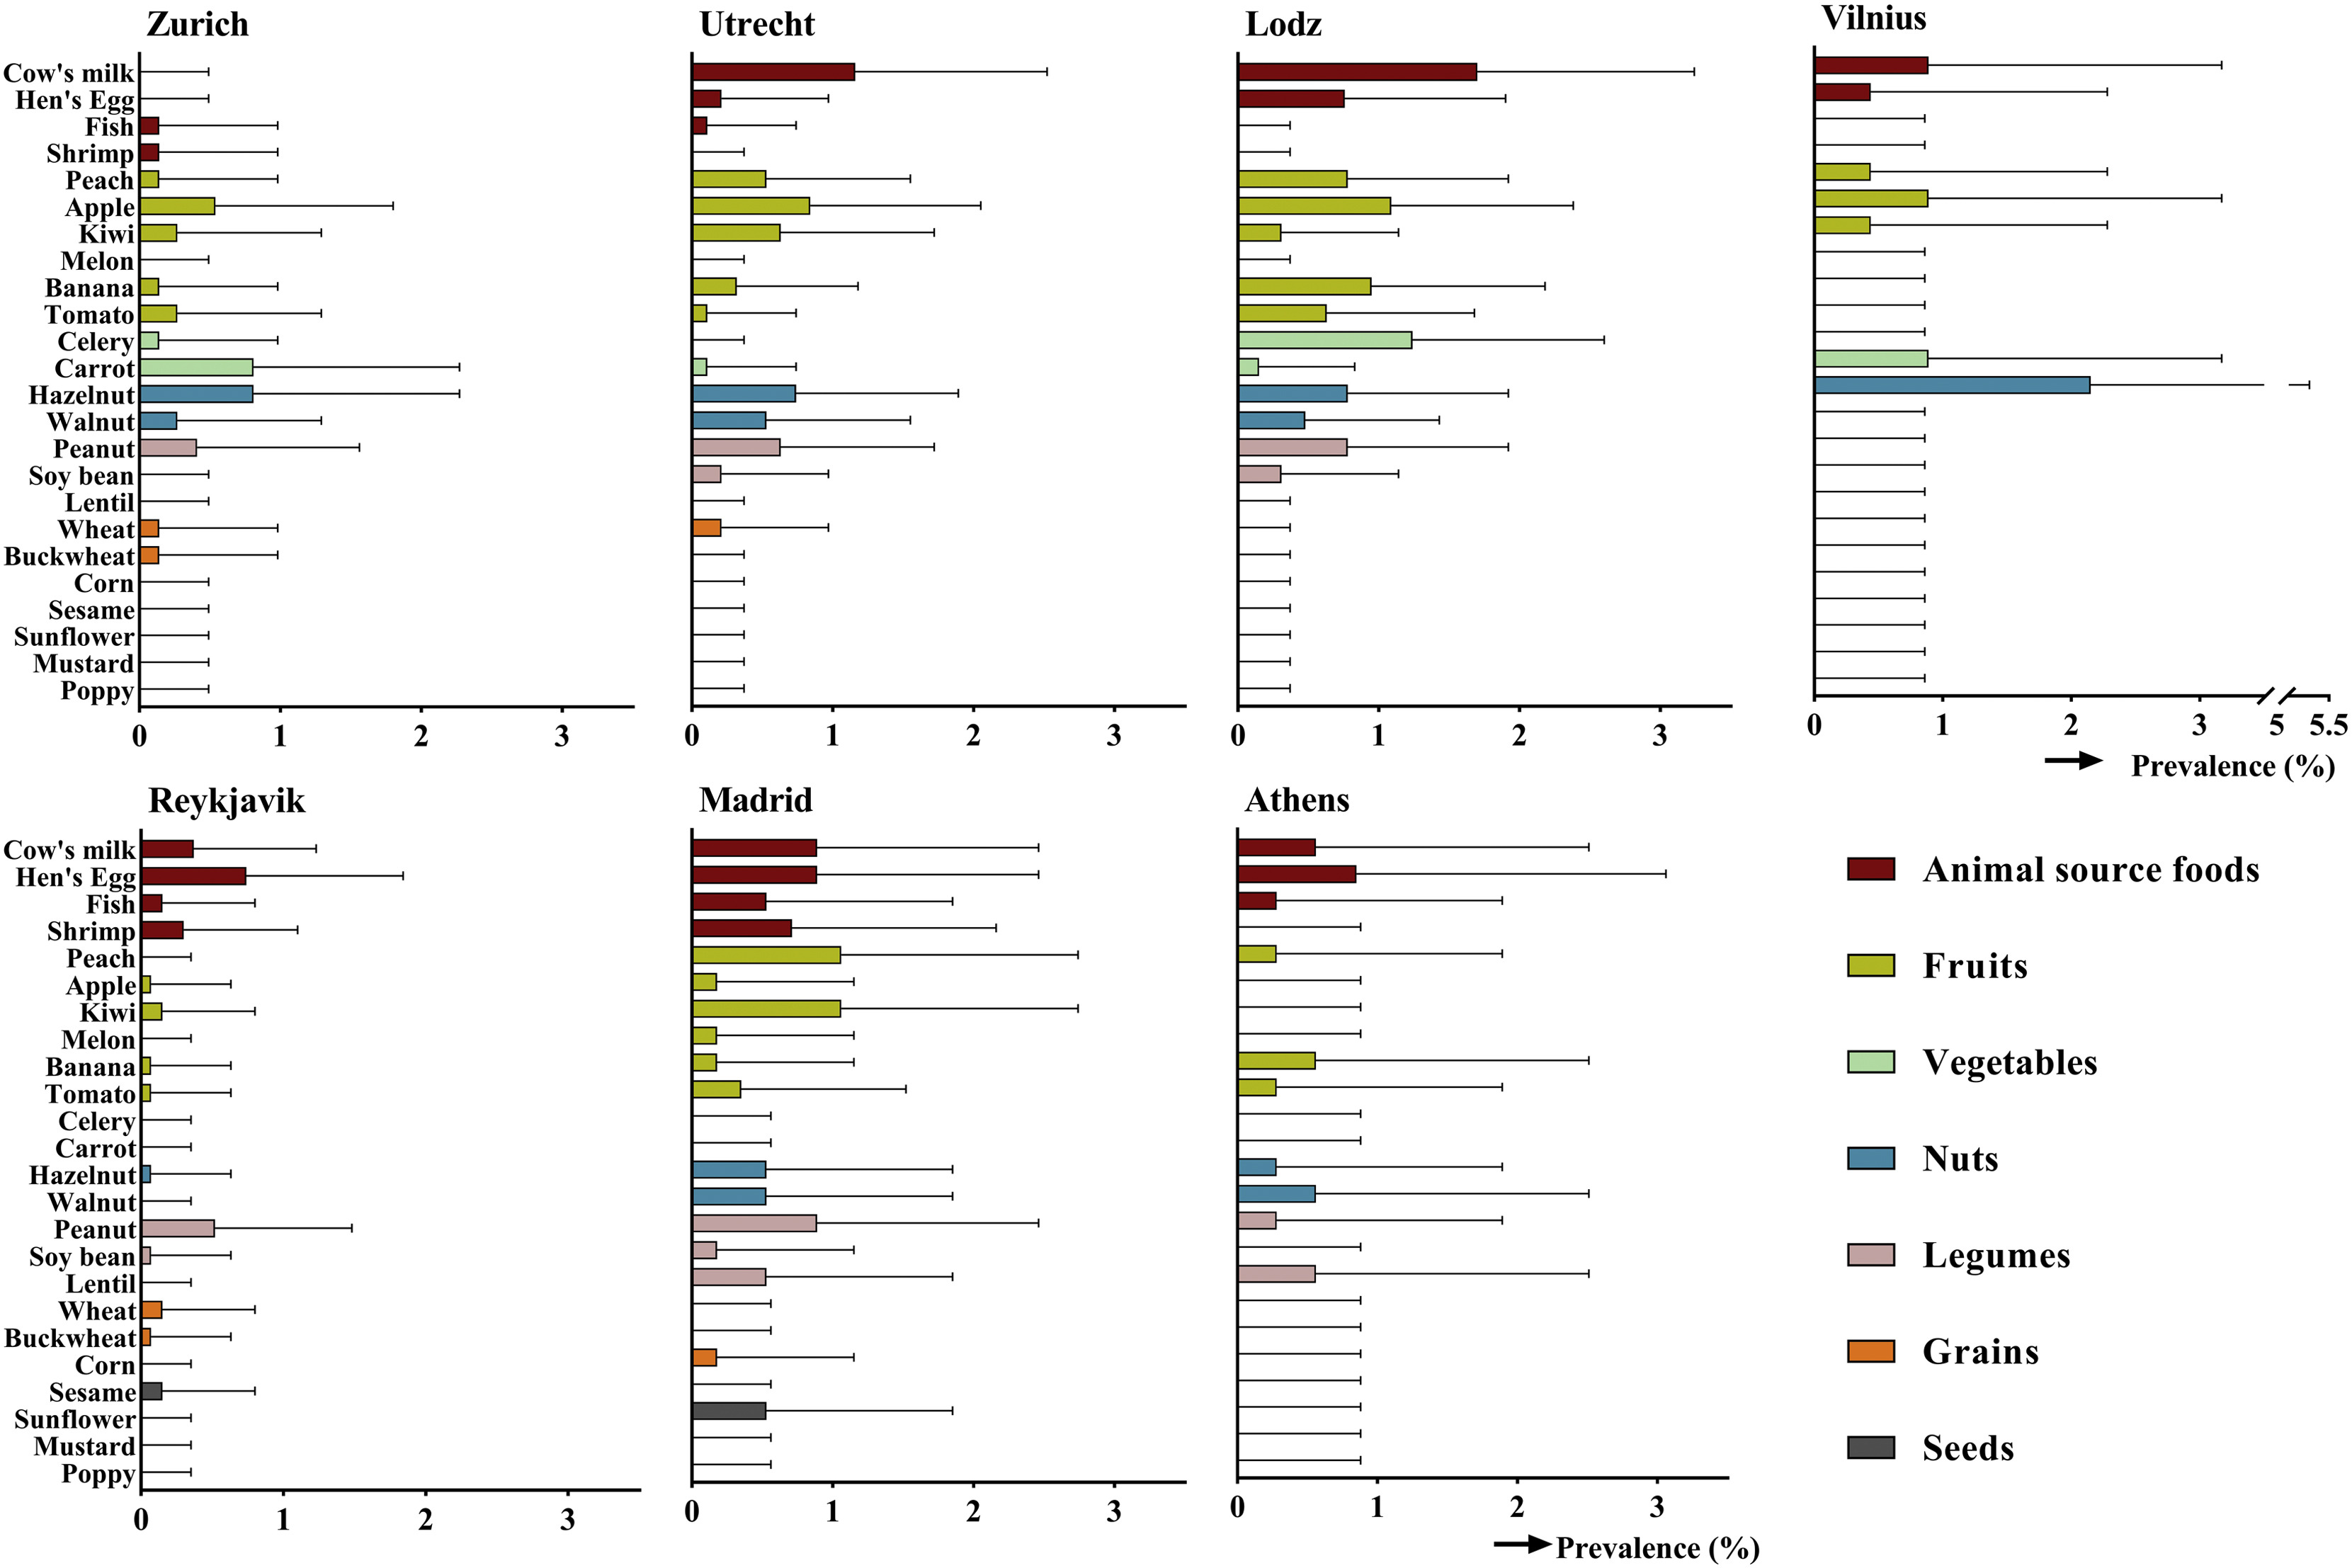 Zurich
Utrecht
Lodz
Vilnius
Cow's milk
Hen's Egg
Fish
Shrimp
Peach
Apple
Kiwi
Melon
Banana
Tomato
Celery
Carrot
Hazelnut
Walnut
Peanut
Soy bean
Lentil
Wheat
Buckwheat
Corn
Sesame
Sunflower
Mustard
Poppy
0 1 2 3
0 1 2 3
0 1 2 3
0 1 2 3 5 5.5
Prevalence (%)
Reykjavik
Madrid
Athens
Cow's milk
Hen's Egg
Fish
Shrimp
Peach
Apple
Kiwi
Melon
Banana
Tomato
Celery
Carrot
Hazelnut
Walnut
Peanut
Soy bean
Lentil
Wheat
Buckwheat
Corn
Sesame
Sunflower
Mustard
Poppy
0 1 2 3
0 1 2 3
0 1 2 3
Prevalence (%)
Animal source foods
Fruits
Vegetables
Nuts
Legumes
Grains
Seeds